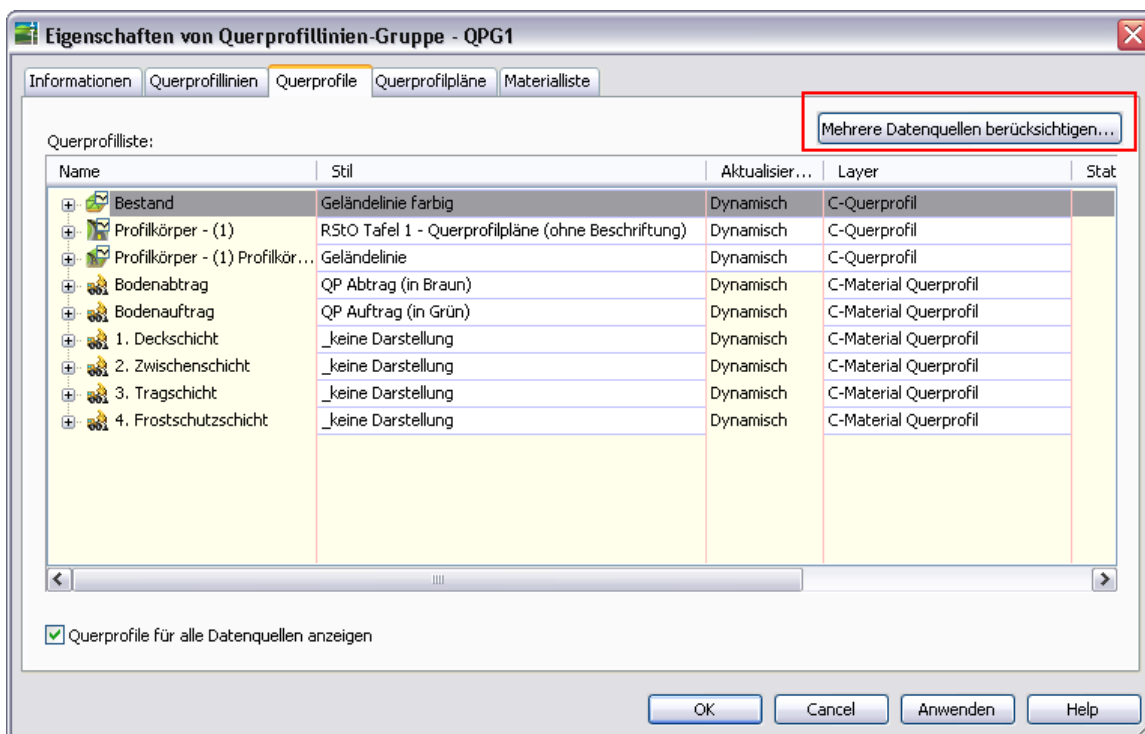 Eigenschaften von Querprofillinien-Gruppe - QPG1
Informationen Querprofillinien Querprofile Querprofilpläne Materialliste
Mehrere Datenquellen berücksichtigen...
Querprofilliste:
Name Stil Aktualisier... Layer Stat
Bestand Geländelinie farbig Dynamisch C-Querprofil
Profilkörper - (1) RStO Tafel 1 - Querprofilpläne (ohne Beschriftung) Dynamisch C-Querprofil
Profilkörper - (1) Profilkör... Geländelinie Dynamisch C-Querprofil
Bodenabtrag QP Abtrag (in Braun) Dynamisch C-Material Querprofil
Bodenauftrag QP Auftrag (in Grün) Dynamisch C-Material Querprofil
1. Deckschicht _keine Darstellung Dynamisch C-Material Querprofil
2. Zwischenschicht _keine Darstellung Dynamisch C-Material Querprofil
3. Tragschicht _keine Darstellung Dynamisch C-Material Querprofil
4. Frostschutzschicht _keine Darstellung Dynamisch C-Material Querprofil
Querprofile für alle Datenquellen anzeigen
OK Cancel Anwenden Help